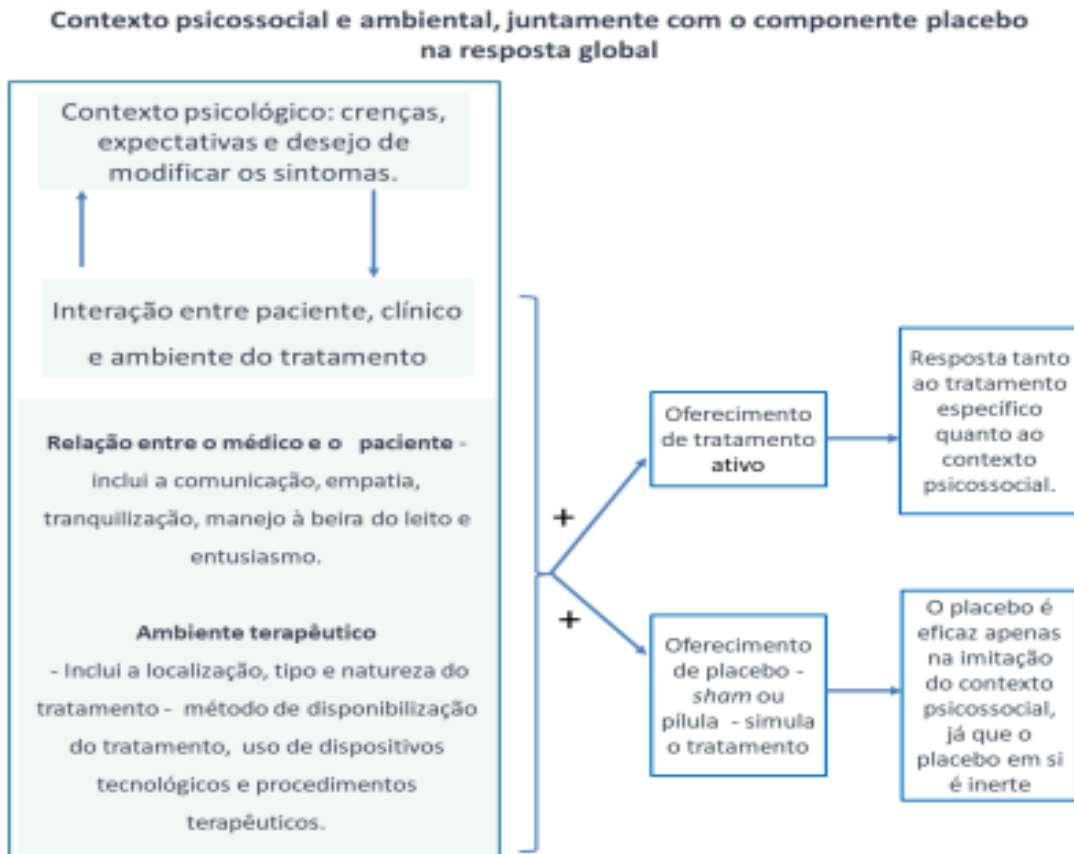 Contexto psicossocial e ambiental, juntamente com o componente placebo
na resposta global
Contexto psicológico: crenças,
expectativas e desejo de
modificar os sintomas.
Interação entre paciente, clínico
e ambiente do tratamento
Relação entre o médico e o paciente -
inclui a comunicação, empatia,
tranquilização, manejo à beira do leito e
entusiasmo.
Ambiente terapêutico
- Inclui a localização, tipo e natureza do
tratamento - método de disponibilização
do tratamento, uso de dispositivos
tecnológicos e procedimentos
terapêuticos.
+
+
Oferecimento
de tratamento
ativo
Resposta tanto
ao tratamento
específico
quanto ao
contexto
psicossocial.
Oferecimento
de placebo -
sham ou
pílula - simula
o tratamento
O placebo é
eficaz apenas
na imitação
do contexto
psicossocial,
já que o
placebo em si
é inerte